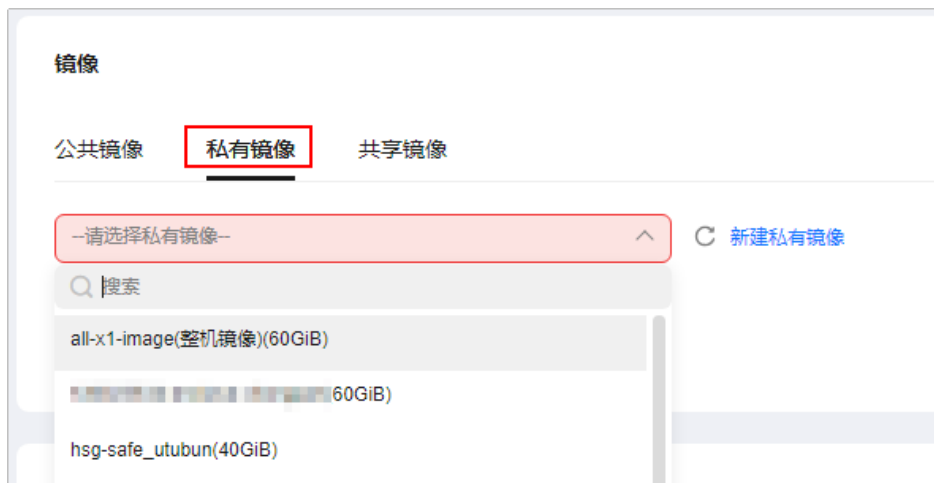 镜像
公共镜像 私有镜像 共享镜像
--请选择私有镜像-- 新建私有镜像
搜索
all-x1-image(整机镜像)(60GiB)
60GiB)
hsg-safe_utubun(40GiB)